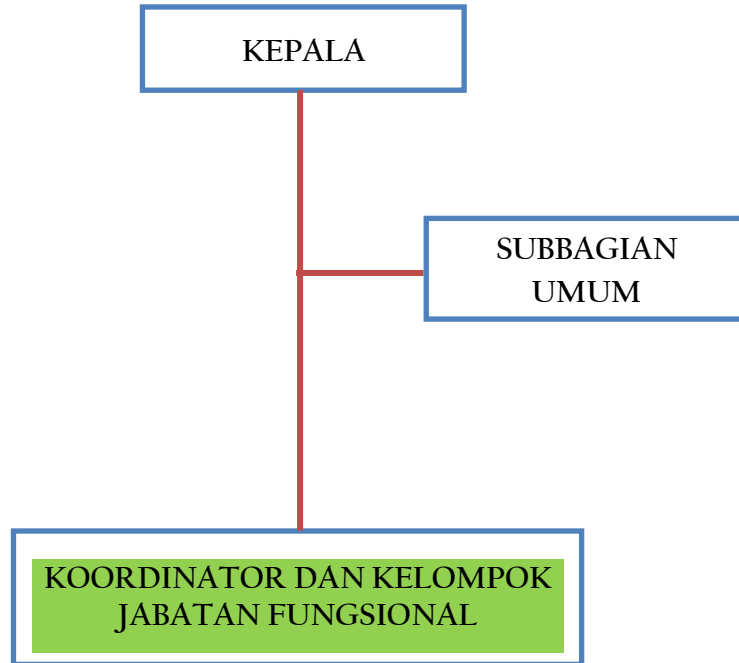 KEPALA
SUBBAGIAN
UMUM
KOORDINATOR DAN KELOMPOK
JABATAN FUNGSIONAL